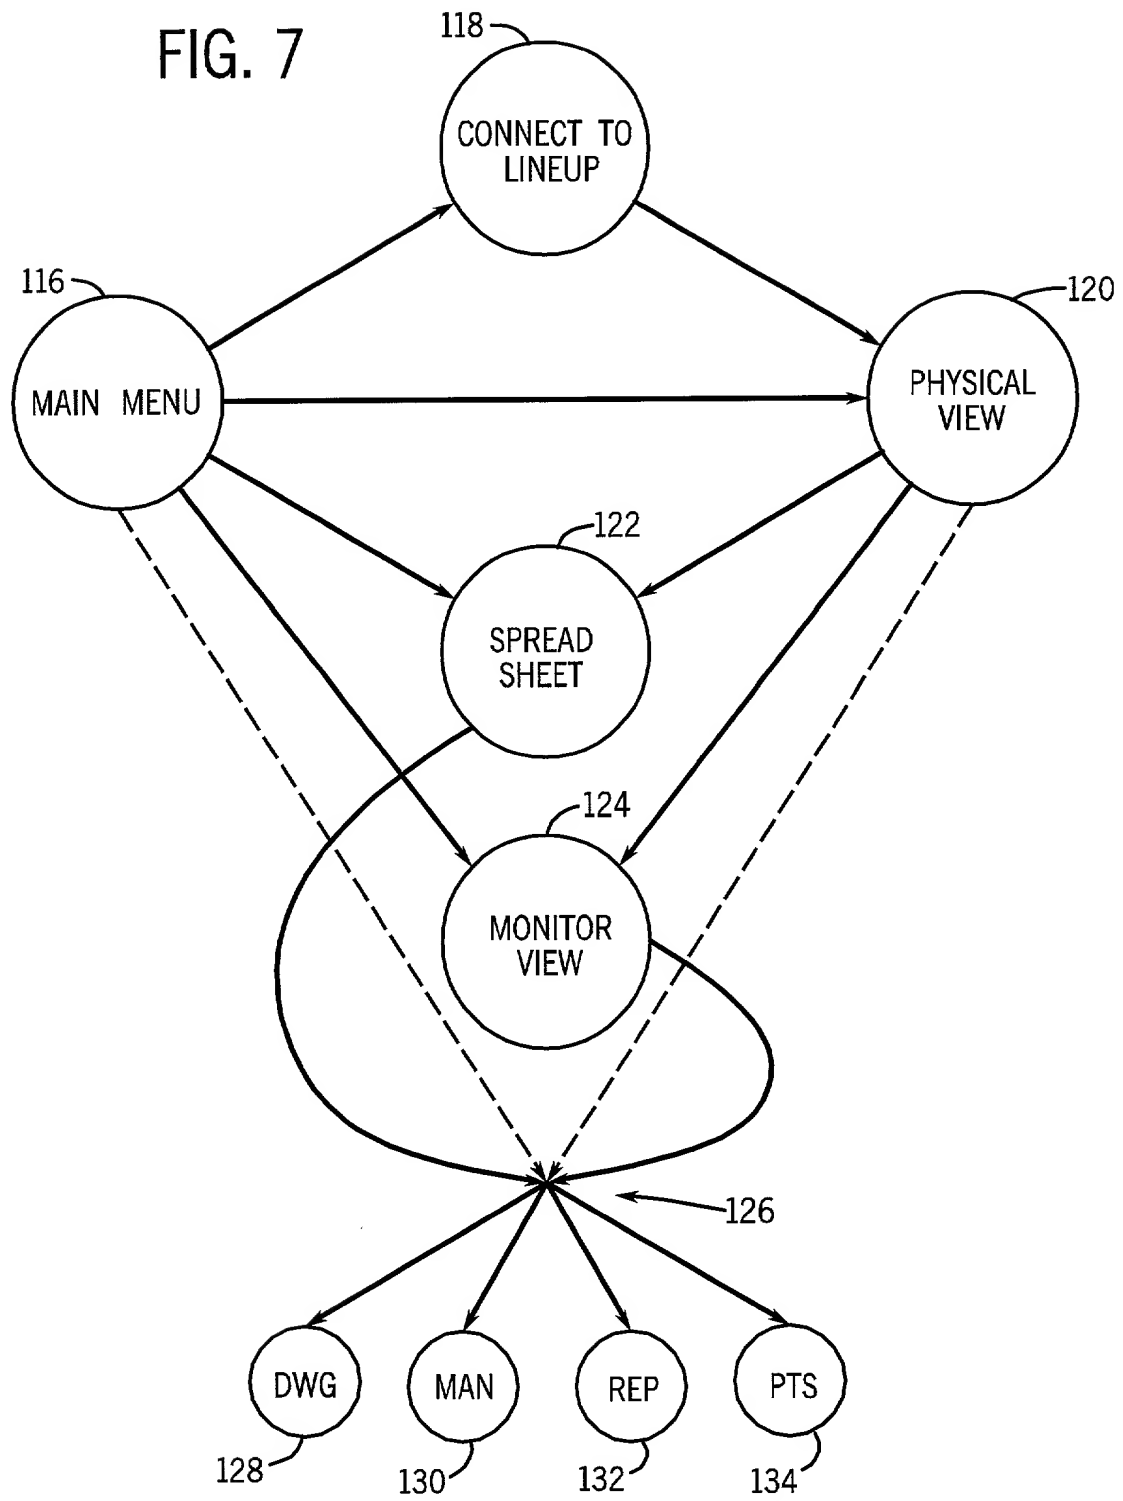 FIG. 7
118
CONNECT TO
LINEUP
116
MAIN MENU
120
PHYSICAL
VIEW
122
SPREAD
SHEET
124
MONITOR
VIEW
126
DWG
MAN
REP
PTS
128
130
132
134